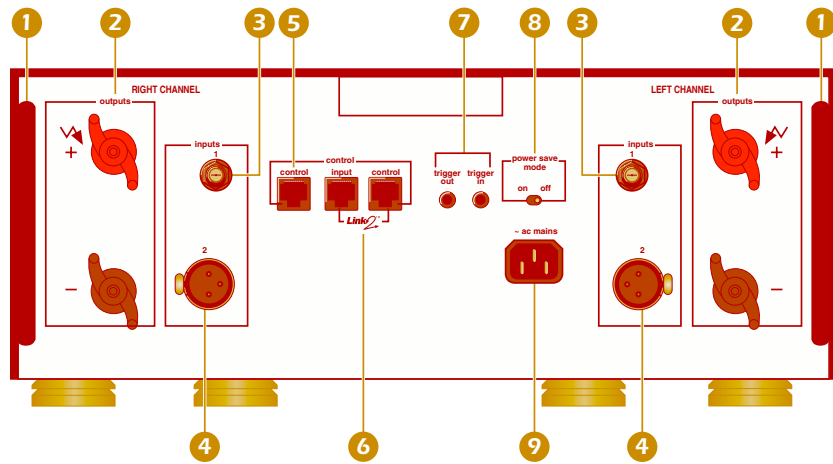 1 2 3 5 7 8 3 2 1
RIGHT CHANNEL LEFT CHANNEL
outputs outputs
inputs inputs
1 1
+ +
control power save
mode
control input control trigger
out trigger
in
on off
Link2™
~ ac mains
2 2
− −
4 6 9 4